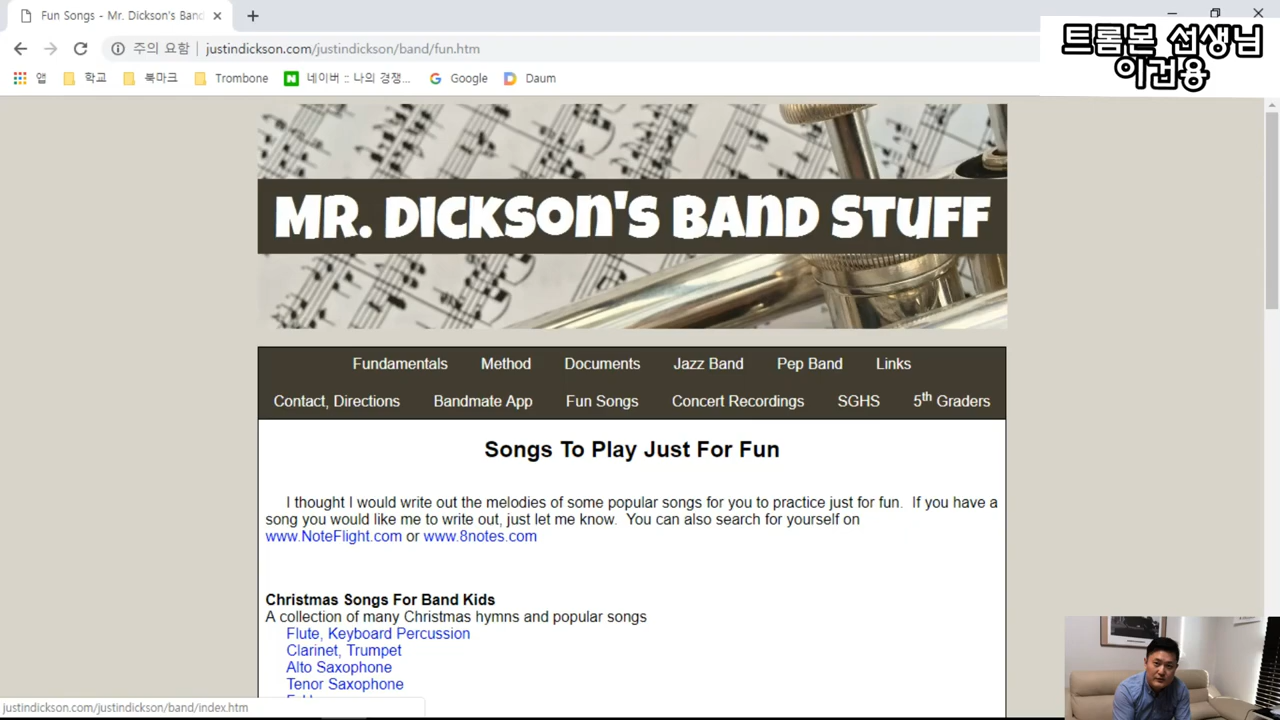 Fun Songs - Mr. Dickson's Band
주의 요함 | justindickson.com/justindickson/band/fun.htm
트롬본 선생님
이건용
앱 학교 북마크 Trombone 네이버 :: 나의 경쟁... Google Daum
MR. DICKSON'S BAND STUFF
Fundamentals Method Documents Jazz Band Pep Band Links
Contact, Directions Bandmate App Fun Songs Concert Recordings SGHS 5th Graders
Songs To Play Just For Fun
I thought I would write out the melodies of some popular songs for you to practice just for fun. If you have a
song you would like me to write out, just let me know. You can also search for yourself on
www.NoteFlight.com or www.8notes.com
Christmas Songs For Band Kids
A collection of many Christmas hymns and popular songs
Flute, Keyboard Percussion
Clarinet, Trumpet
Alto Saxophone
Tenor Saxophone
justindickson.com/justindickson/band/index.htm